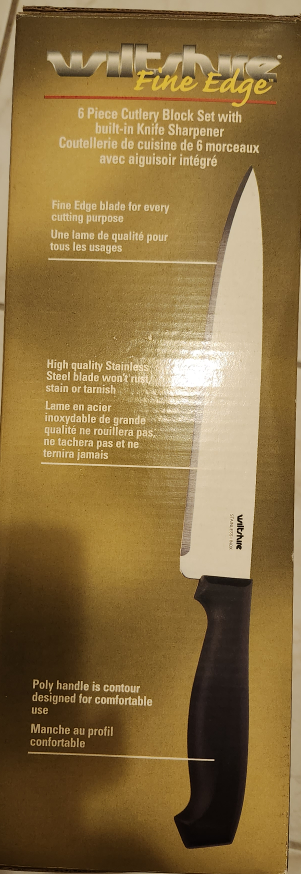 wiltshire
Fine Edge™
6 Piece Cutlery Block Set with
built-in Knife Sharpener
Coutellerie de cuisine de 6 morceaux
avec aiguisoir intégré
Fine Edge blade for every
cutting purpose
Une lame de qualité pour
tous les usages
High quality Stainless
Steel blade won't rust,
stain or tarnish
Lame en acier
inoxydable de grande
qualité ne rouillera pas,
ne tachera pas et ne
ternira jamais
wiltshire
Poly handle is contour
designed for comfortable
use
Manche au profil
confortable